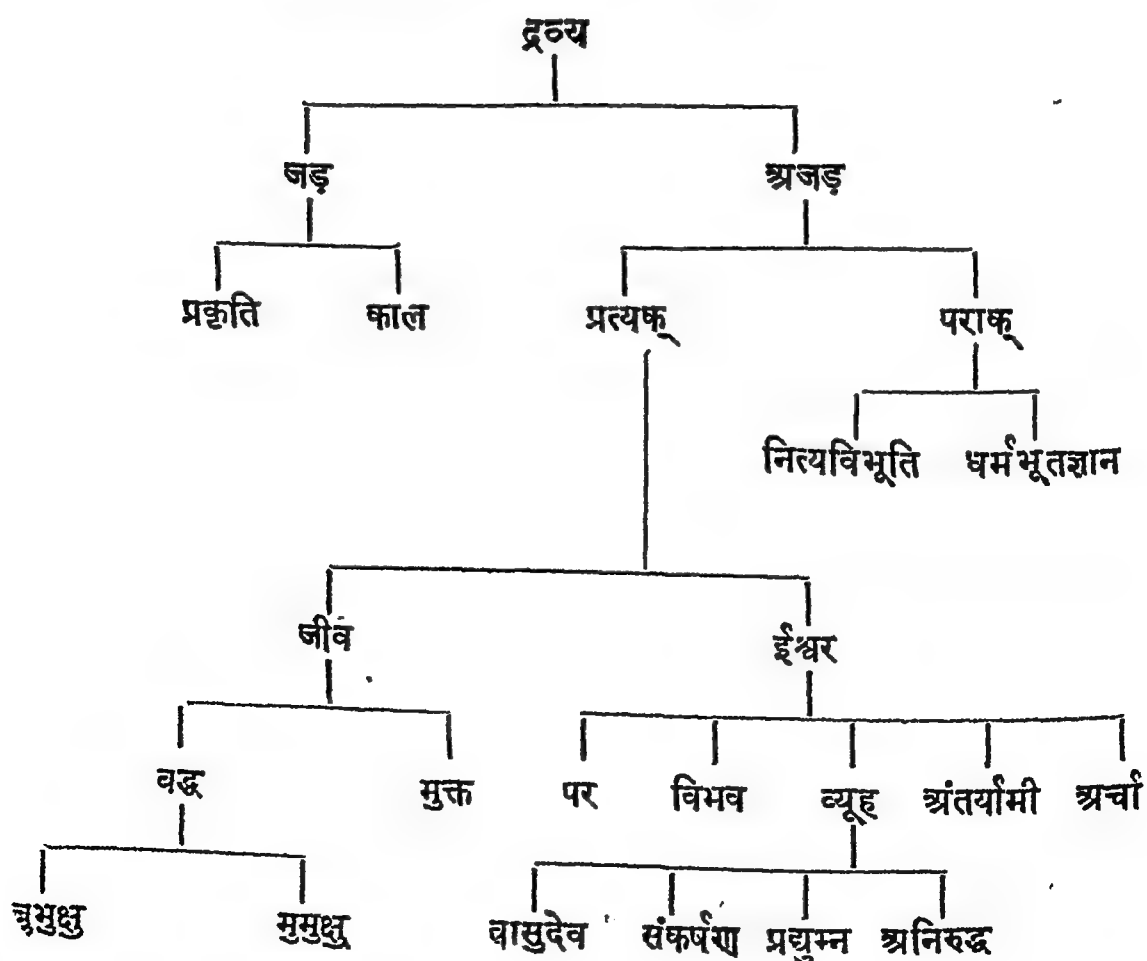 द्रव्य
जड़ अजड़
प्रकृति काल प्रत्यक् पराक्
नित्यविभूति धर्मभूतज्ञान
जीव ईश्वर
वद्ध मुक्त पर विभव व्यूह अंतर्यामी अर्चा
बुभुक्षु मुमुक्षु वासुदेव संकर्षण प्रद्युम्न अनिरुद्ध